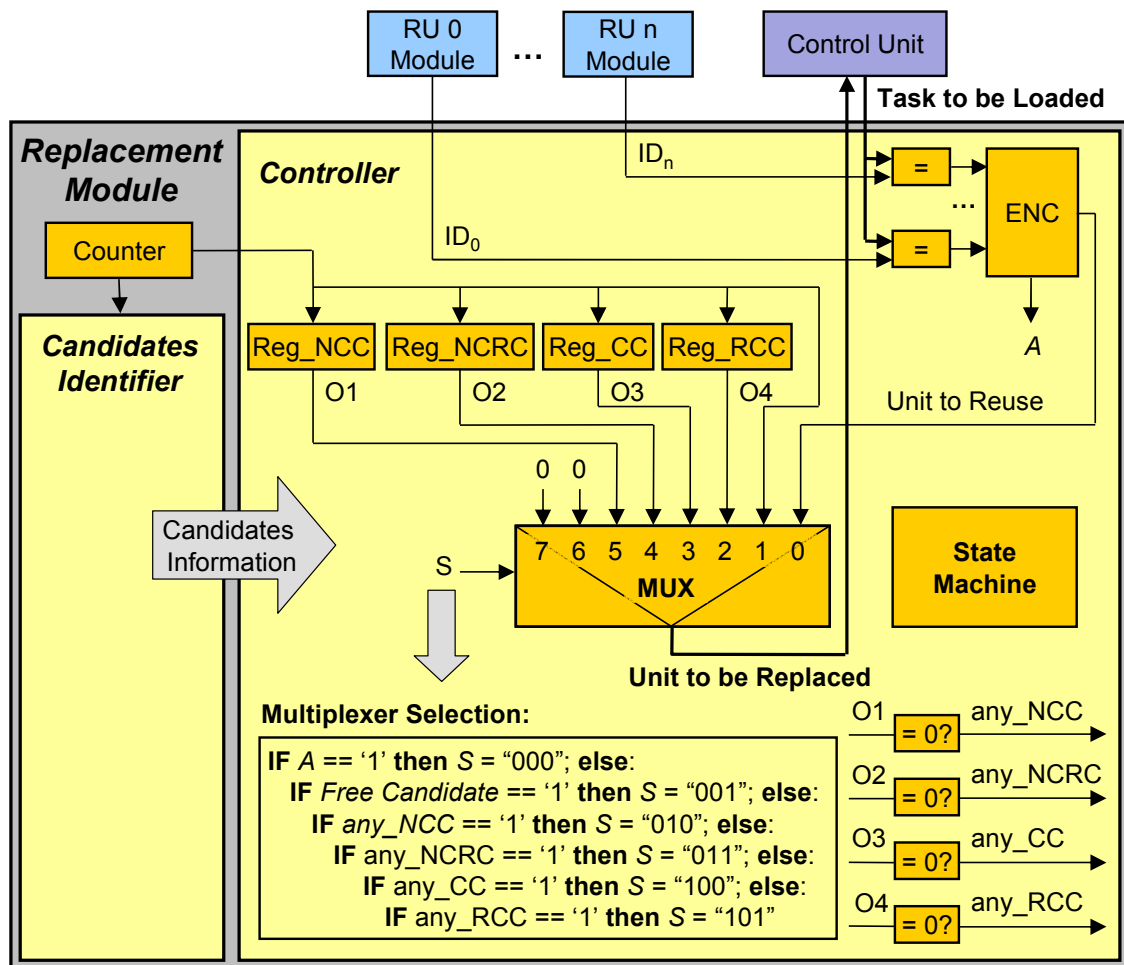 RU 0
Module
...
RU n
Module
Control Unit
Task to be Loaded
Replacement
Module
Controller
ID_n
=
...
ENC
ID_0
=
Counter
A
Candidates
Identifier
Reg_NCC
Reg_NCRC
Reg_CC
Reg_RCC
O1
O2
O3
O4
Unit to Reuse
0 0
Candidates
Information
7 6 5 4 3 2 1 0
S
MUX
State
Machine
Unit to be Replaced
Multiplexer Selection:
IF A == ‘1’ then S = “000”; else:
IF Free Candidate == ‘1’ then S = “001”; else:
IF any_NCC == ‘1’ then S = “010”; else:
IF any_NCRC == ‘1’ then S = “011”; else:
IF any_CC == ‘1’ then S = “100”; else:
IF any_RCC == ‘1’ then S = “101”
O1 = 0? any_NCC
O2 = 0? any_NCRC
O3 = 0? any_CC
O4 = 0? any_RCC